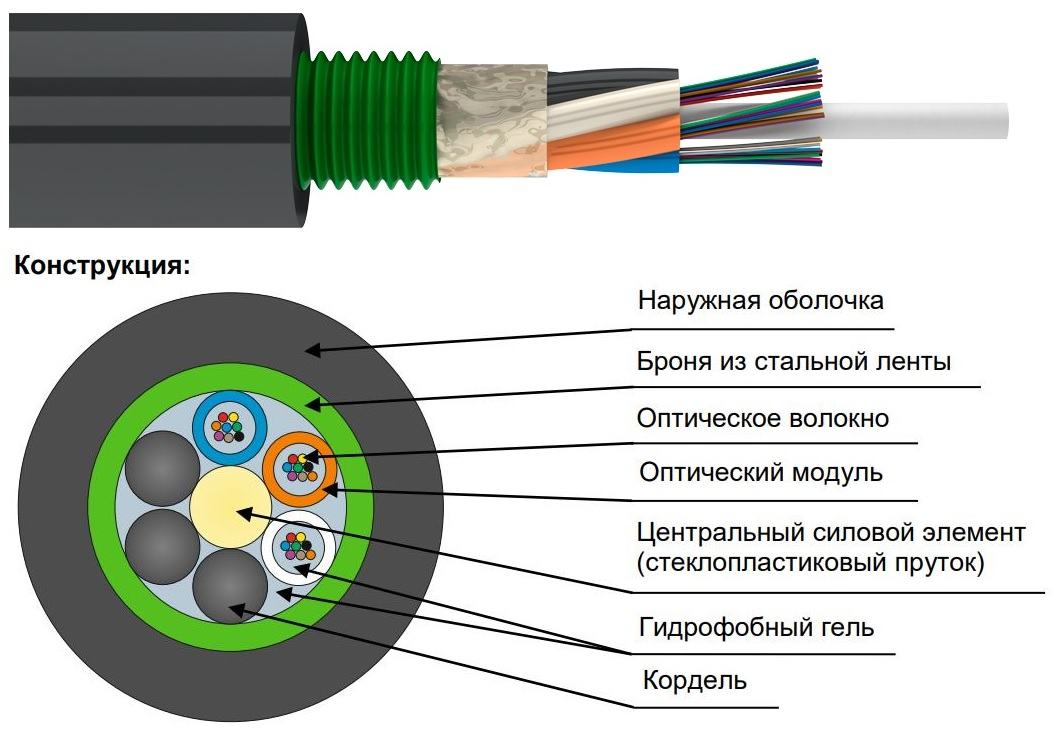 Конструкция:
Наружная оболочка
Броня из стальной ленты
Оптическое волокно
Оптический модуль
Центральный силовой элемент
(стеклопластиковый пруток)
Гидрофобный гель
Кордель